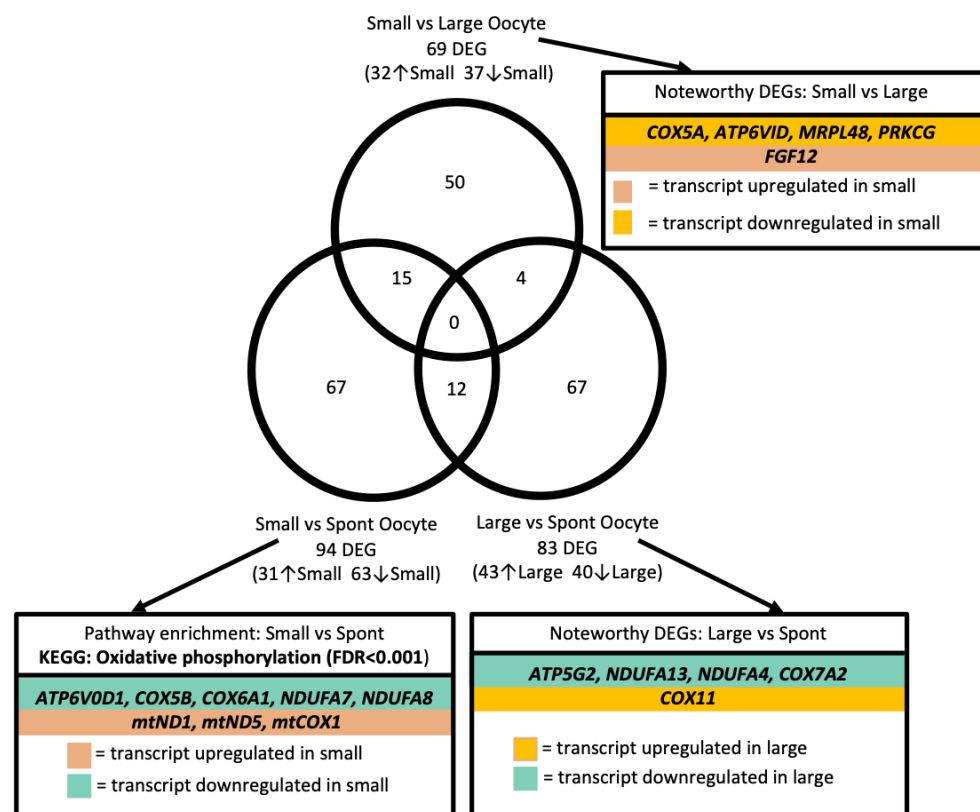 Small vs Large Oocyte
69 DEG
(32↑Small 37↓Small)
Noteworthy DEGs: Small vs Large
COX5A, ATP6VID, MRPL48, PRKCG
FGF12
= transcript upregulated in small
= transcript downregulated in small
50
15
4
0
67
12
67
Small vs Spont Oocyte
94 DEG
(31↑Small 63↓Small)
Large vs Spont Oocyte
83 DEG
(43↑Large 40↓Large)
Pathway enrichment: Small vs Spont
KEGG: Oxidative phosphorylation (FDR<0.001)
ATP6V0D1, COX5B, COX6A1, NDUFA7, NDUFA8
mtND1, mtND5, mtCOX1
= transcript upregulated in small
= transcript downregulated in small
Noteworthy DEGs: Large vs Spont
ATP5G2, NDUFA13, NDUFA4, COX7A2
COX11
= transcript upregulated in large
= transcript downregulated in large